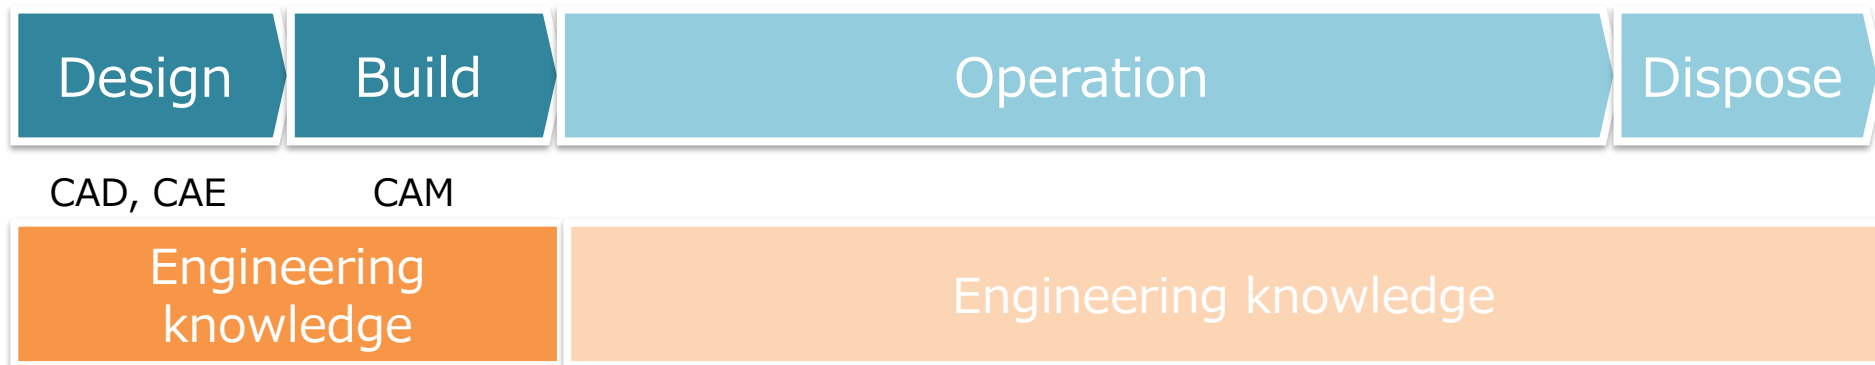 Design
Build
Operation
Dispose
CAD, CAE
CAM
Engineering
knowledge
Engineering knowledge